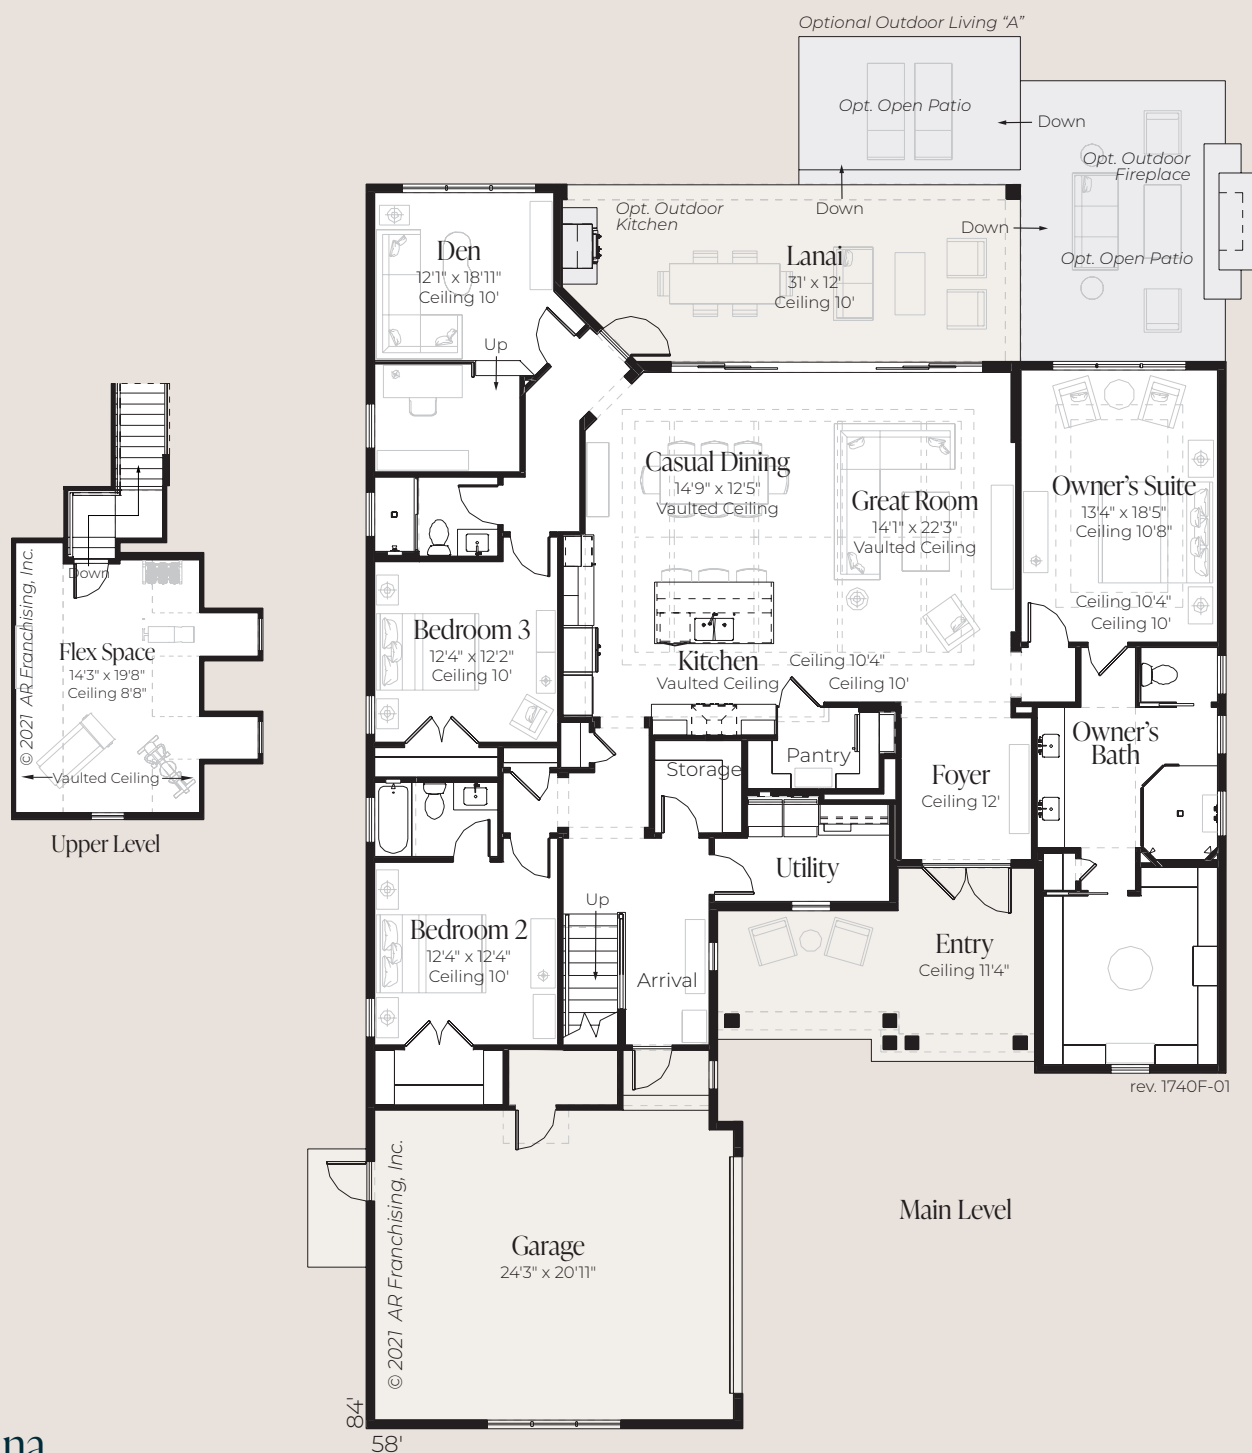 Optional Outdoor Living “A”
Opt. Open Patio
Down
Opt. Outdoor
Fireplace
Down
Down
Opt. Open Patio
Opt. Outdoor
Kitchen
Lanai
31' x 12'
Ceiling 10'
Den
12'1" x 18'11"
Ceiling 10'
Up
Casual Dining
14'9" x 12'5"
Vaulted Ceiling
Great Room
14'1" x 22'3"
Vaulted Ceiling
Owner's Suite
13'4" x 18'5"
Ceiling 10'8"
Ceiling 10'4"
Ceiling 10'
Bedroom 3
12'4" x 12'2"
Ceiling 10'
Kitchen
Vaulted Ceiling
Ceiling 10'4"
Ceiling 10'
Pantry
Storage
Foyer
Ceiling 12'
Owner's
Bath
Utility
Up
Bedroom 2
12'4" x 12'4"
Ceiling 10'
Arrival
Entry
Ceiling 11'4"
rev. 1740F-01
Down
Flex Space
14'3" x 19'8"
Ceiling 8'8"
Vaulted Ceiling
© 2021 AR Franchising, Inc.
Upper Level
Main Level
Garage
24'3" x 20'11"
© 2021 AR Franchising, Inc.
84'
58'
na